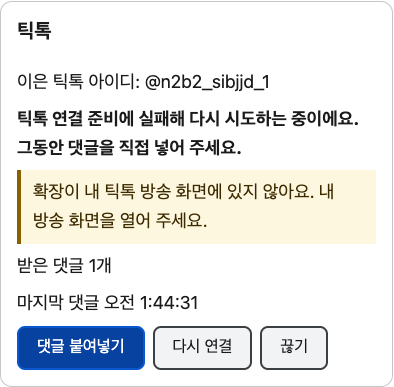 틱톡
이은 틱톡 아이디: @n2b2_sibjjd_1
틱톡 연결 준비에 실패해 다시 시도하는 중이에요.
그동안 댓글을 직접 넣어 주세요.
확장이 내 틱톡 방송 화면에 있지 않아요. 내
방송 화면을 열어 주세요.
받은 댓글 1개
마지막 댓글 오전 1:44:31
댓글 붙여넣기 다시 연결 끊기